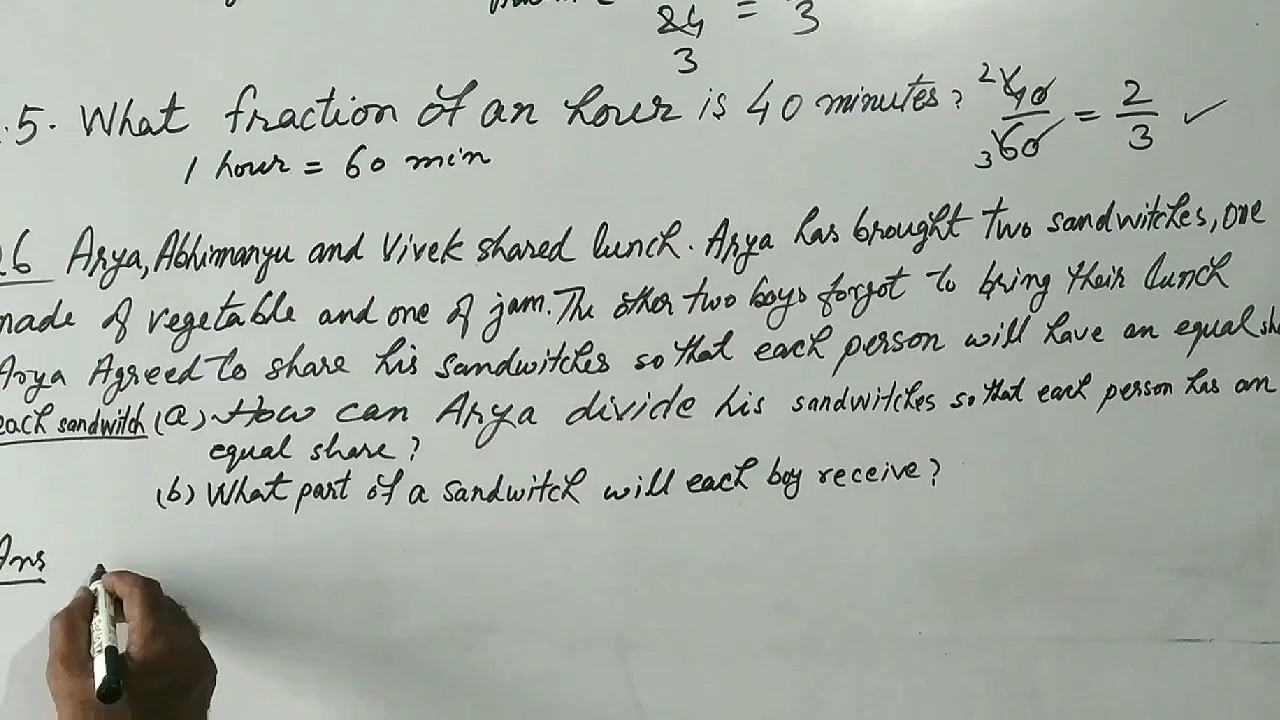 24 = 3
3
.5. What fraction of an hour is 40 minutes? 2 40/60 3 = 2/3 ✓
1 hour = 60 min
6 Arya, Abhimanyu and Vivek shared lunch. Arya has brought two sandwitches, one
made of vegetable and one of jam. The other two boys forgot to bring their lunch
Arya Agreed to share his sandwitches so that each person will have an equal sh
each sandwitch (a) How can Arya divide his sandwitches so that each person has an
equal share?
(b) What part of a sandwitch will each boy receive?
Ans